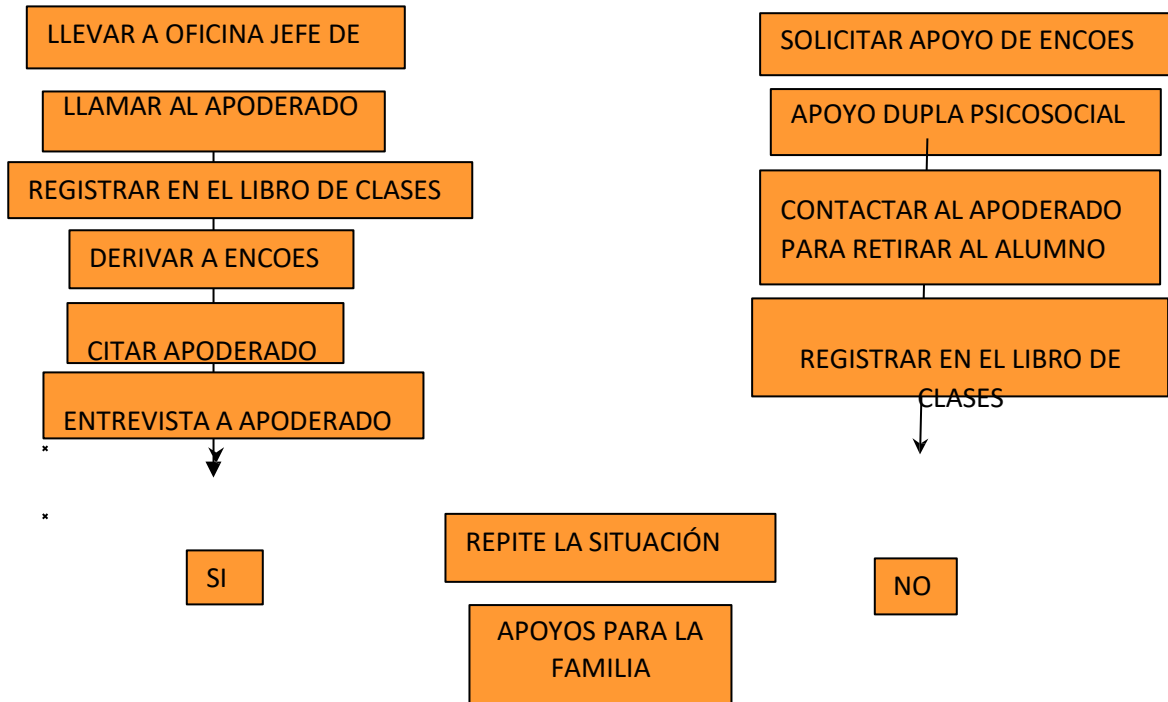 LLEVAR A OFICINA JEFE DE
LLAMAR AL APODERADO
REGISTRAR EN EL LIBRO DE CLASES
DERIVAR A ENCOES
CITAR APODERADO
ENTREVISTA A APODERADO
SOLICITAR APOYO DE ENCOES
APOYO DUPLA PSICOSOCIAL
CONTACTAR AL APODERADO
PARA RETIRAR AL ALUMNO
REGISTRAR EN EL LIBRO DE
CLASES
REPITE LA SITUACIÓN
SI
NO
APOYOS PARA LA
FAMILIA